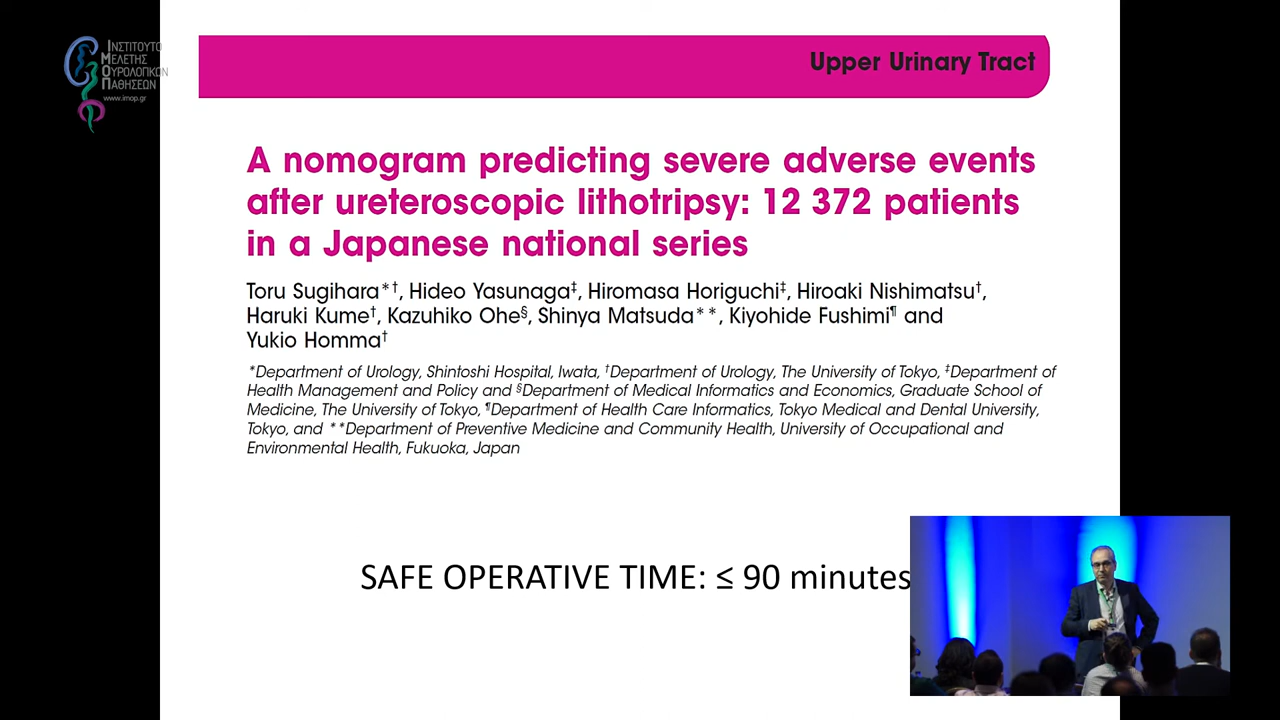 ΙΝΣΤΙΤΟΥΤΟ
ΜΕΛΕΤΗΣ
ΟΥΡΟΛΟΓΙΚΩΝ
ΠΑΘΗΣΕΩΝ
www.imop.gr
Upper Urinary Tract
A nomogram predicting severe adverse events
after ureteroscopic lithotripsy: 12 372 patients
in a Japanese national series
Toru Sugihara*†, Hideo Yasunaga‡, Hiromasa Horiguchi‡, Hiroaki Nishimatsu†,
Haruki Kume†, Kazuhiko Ohe§, Shinya Matsuda**, Kiyohide Fushimi¶ and
Yukio Homma†
*Department of Urology, Shintoshi Hospital, Iwata, †Department of Urology, The University of Tokyo, ‡Department of
Health Management and Policy and §Department of Medical Informatics and Economics, Graduate School of
Medicine, The University of Tokyo, ¶Department of Health Care Informatics, Tokyo Medical and Dental University,
Tokyo, and **Department of Preventive Medicine and Community Health, University of Occupational and
Environmental Health, Fukuoka, Japan
SAFE OPERATIVE TIME: ≤ 90 minutes